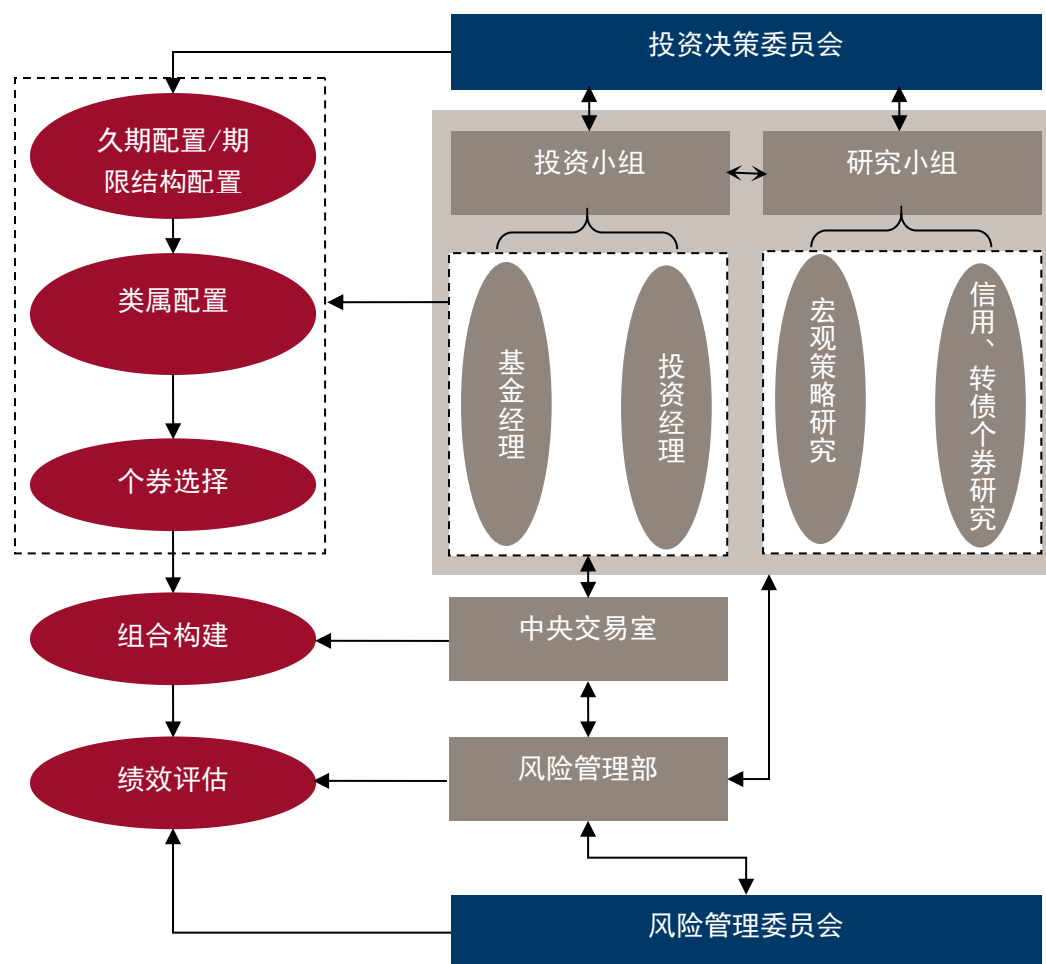 投资决策委员会
久期配置/期
限结构配置
投资小组
研究小组
类属配置
基金经理
投资经理
宏观策略研究
信用、转债个券研究
个券选择
组合构建
中央交易室
绩效评估
风险管理部
风险管理委员会